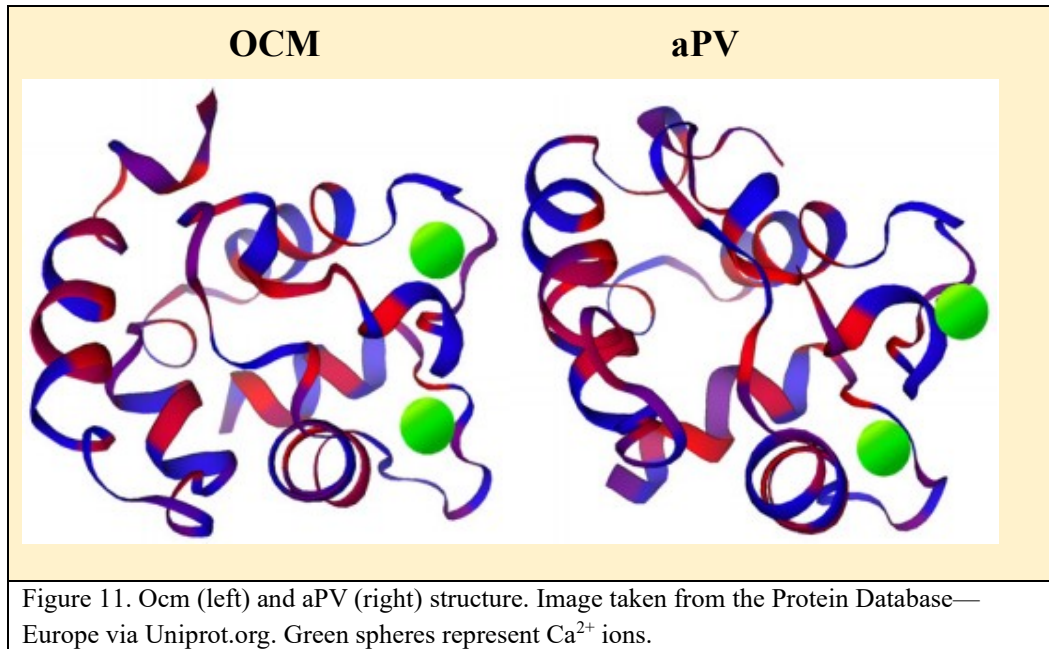 OCM aPV
Figure 11. Ocm (left) and aPV (right) structure. Image taken from the Protein Database—
Europe via Uniprot.org. Green spheres represent Ca²⁺ ions.